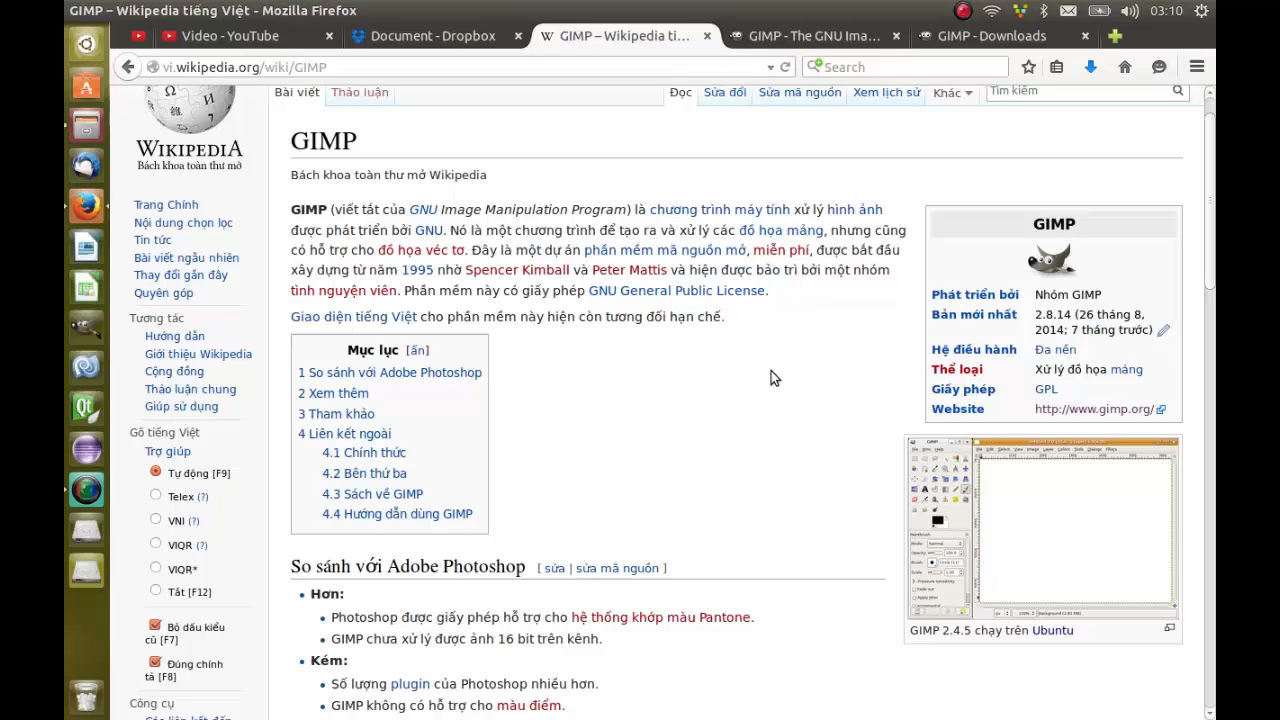 GIMP – Wikipedia tiếng Việt - Mozilla Firefox
03:10
Video - YouTube
Document - Dropbox
GIMP – Wikipedia ti...
GIMP - The GNU Ima...
GIMP - Downloads
vi.wikipedia.org/wiki/GIMP
Search
Bài viết
Thảo luận
Đọc
Sửa đổi
Sửa mã nguồn
Xem lịch sử
Khác
Tìm kiếm
WIKIPEDIA
Bách khoa toàn thư mở
Trang Chính
Nội dung chọn lọc
Tin tức
Bài viết ngẫu nhiên
Thay đổi gần đây
Quyên góp
Tương tác
Hướng dẫn
Giới thiệu Wikipedia
Cộng đồng
Thảo luận chung
Giúp sử dụng
Gõ tiếng Việt
Trợ giúp
Tự động [F9]
Telex (?)
VNI (?)
VIQR (?)
VIQR*
Tắt [F12]
Bỏ dấu kiểu
cũ [F7]
Đúng chính
tả [F8]
Công cụ
GIMP
Bách khoa toàn thư mở Wikipedia
GIMP (viết tắt của GNU Image Manipulation Program) là chương trình máy tính xử lý hình ảnh
được phát triển bởi GNU. Nó là một chương trình để tạo ra và xử lý các đồ họa mảng, nhưng cũng
có hỗ trợ cho đồ họa véc tơ. Đây là một dự án phần mềm mã nguồn mở, miễn phí, được bắt đầu
xây dựng từ năm 1995 nhờ Spencer Kimball và Peter Mattis và hiện được bảo trì bởi một nhóm
tình nguyện viên. Phần mềm này có giấy phép GNU General Public License.
Giao diện tiếng Việt cho phần mềm này hiện còn tương đối hạn chế.
Mục lục [ẩn]
1 So sánh với Adobe Photoshop
2 Xem thêm
3 Tham khảo
4 Liên kết ngoài
4.1 Chính thức
4.2 Bên thứ ba
4.3 Sách về GIMP
4.4 Hướng dẫn dùng GIMP
So sánh với Adobe Photoshop [ sửa | sửa mã nguồn ]
Hơn:
Photoshop được giấy phép hỗ trợ cho hệ thống khớp màu Pantone.
GIMP chưa xử lý được ảnh 16 bit trên kênh.
Kém:
Số lượng plugin của Photoshop nhiều hơn.
GIMP không có hỗ trợ cho màu điểm.
GIMP
Phát triển bởi Nhóm GIMP
Bản mới nhất 2.8.14 (26 tháng 8,
2014; 7 tháng trước)
Hệ điều hành Đa nền
Thể loại Xử lý đồ họa mảng
Giấy phép GPL
Website http://www.gimp.org/
GIMP 2.4.5 chạy trên Ubuntu